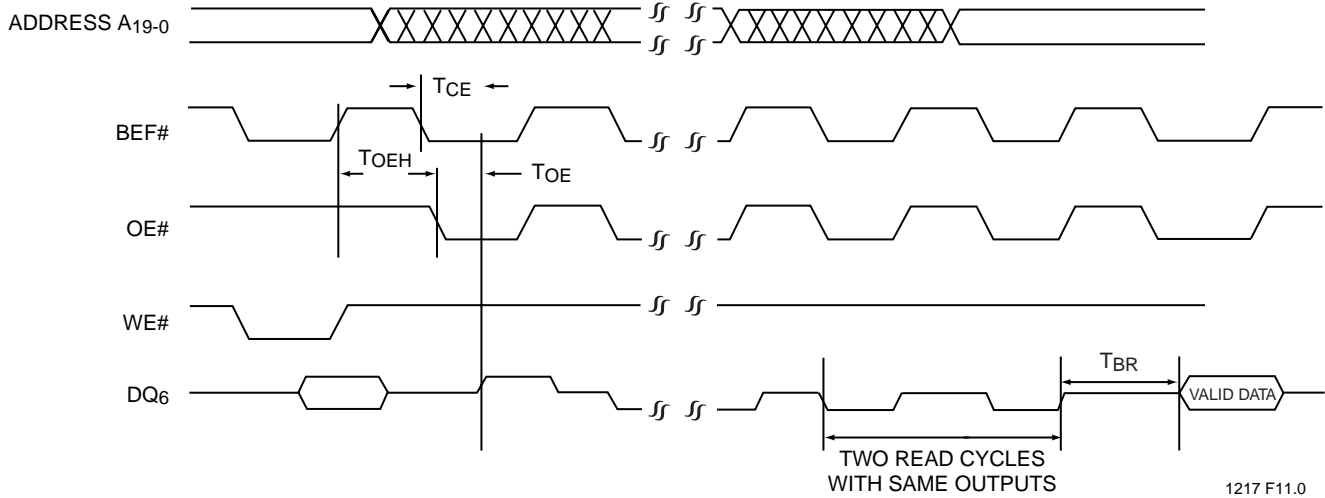 ADDRESS A19-0
TCE
BEF#
TOEH
TOE
OE#
WE#
TBR
DQ6
VALID DATA
TWO READ CYCLES
WITH SAME OUTPUTS
1217 F11.0